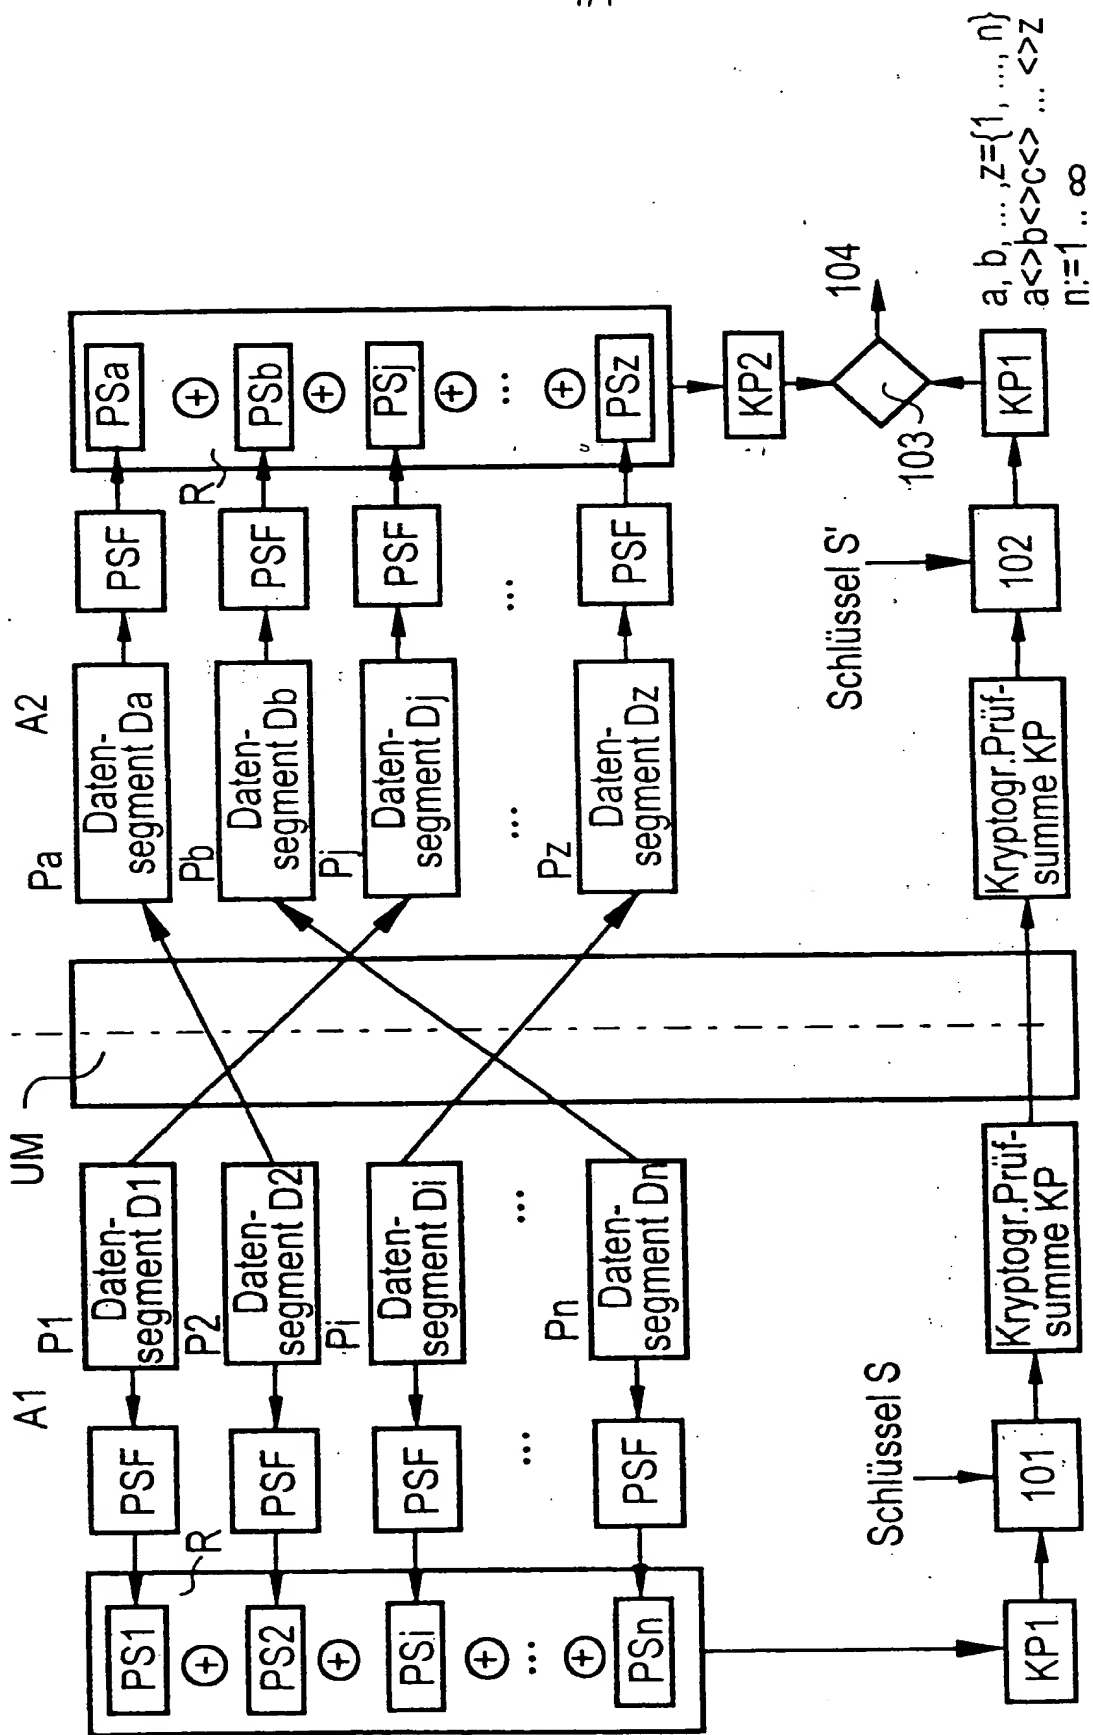 UM
A1
P1
Daten-
segment D1
PSF
PS1
R
P2
Daten-
segment D2
PSF
PS2
Pi
Daten-
segment Di
PSF
PSi
...
...
...
Pn
Daten-
segment Dn
PSF
PSn
KP1
Schlüssel S
101
Kryptogr.Prüf-
summe KP
A2
Pa
Daten-
segment Da
PSF
PSa
R
Pb
Daten-
segment Db
PSF
PSb
Pj
Daten-
segment Dj
PSF
PSj
...
...
...
Pz
Daten-
segment Dz
PSF
PSz
KP2
103
104
Kryptogr.Prüf-
summe KP
Schlüssel S'
102
KP1
a, b, ... ,z={1, ..., n}
a<>b<>c<> ... <>z
n:=1 .. ∞